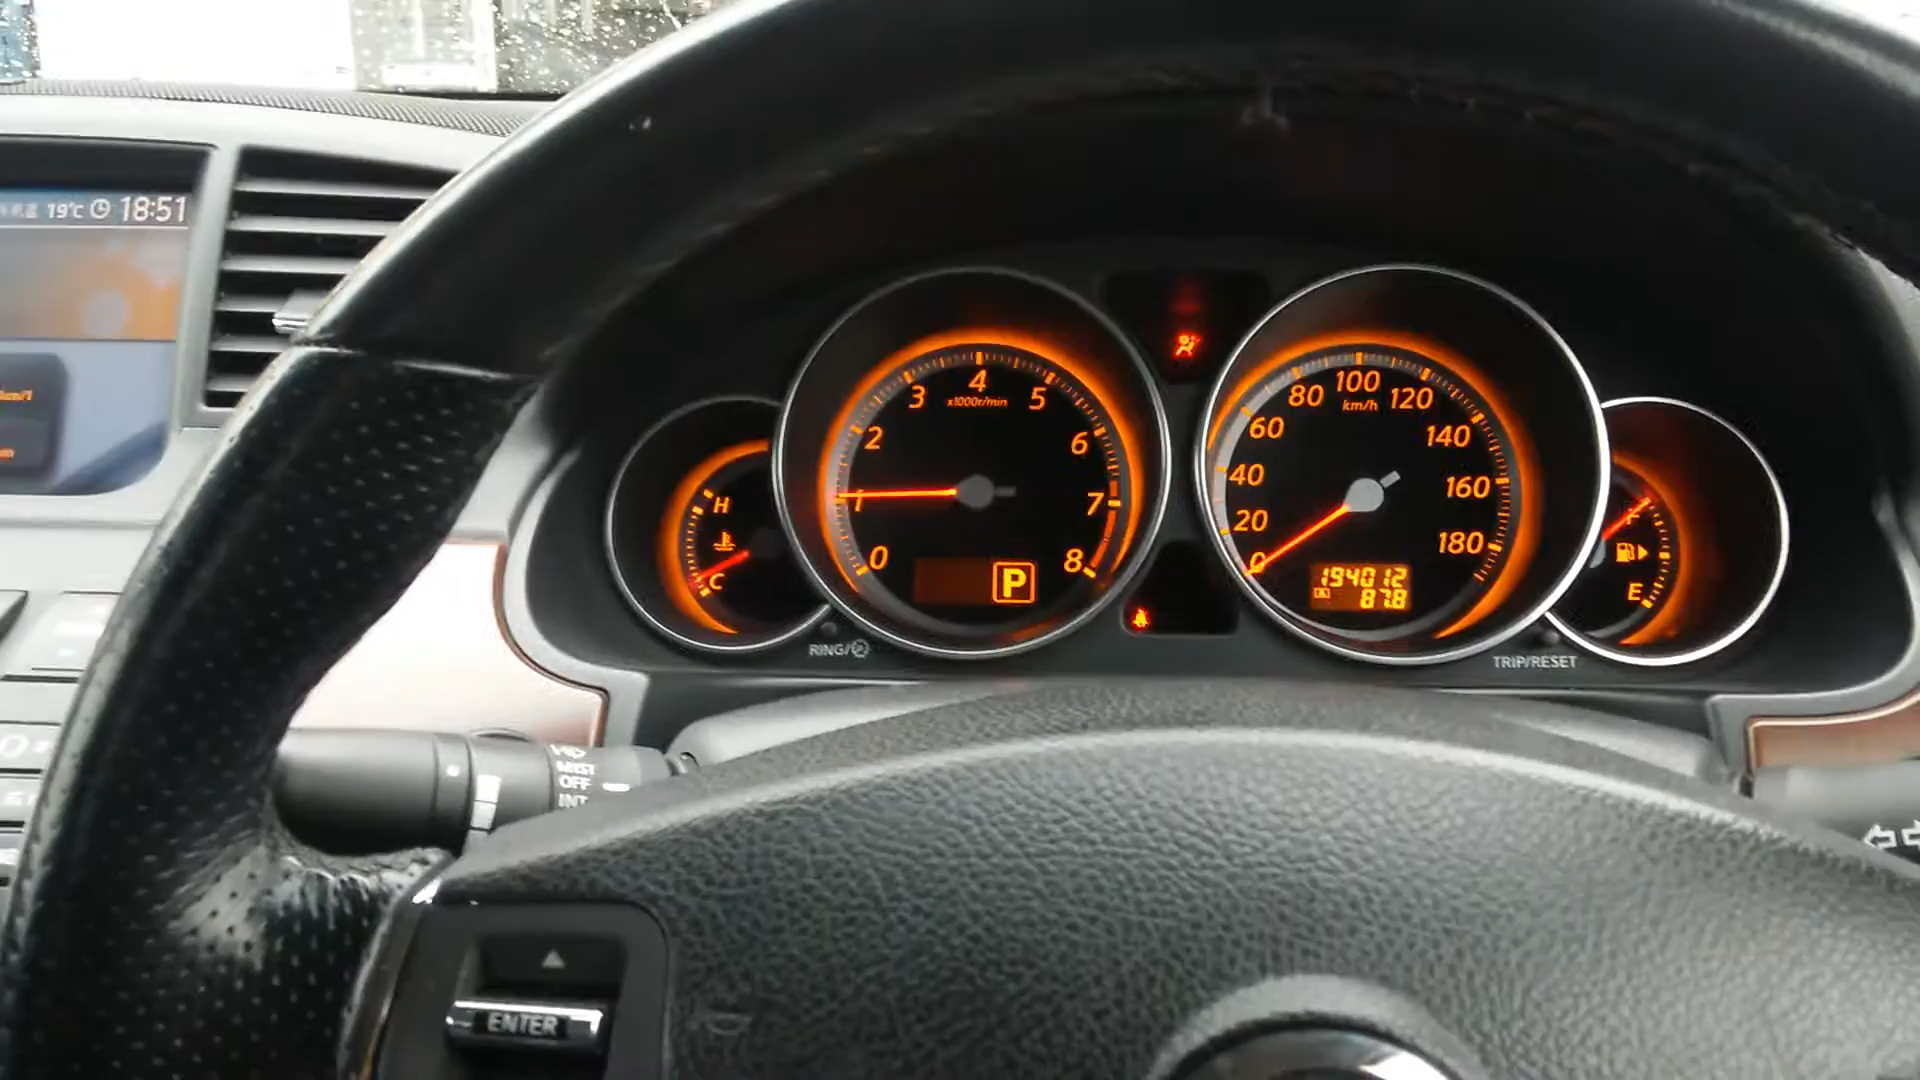 19°C 18:51
4
3
x1000r/min
5
2
6
1
7
0
P
8
H
C
RING/
100
80
km/h
120
60
140
40
160
20
180
0
194012
A
87.8
TRIP/RESET
F
E
MIST
OFF
INT
ENTER